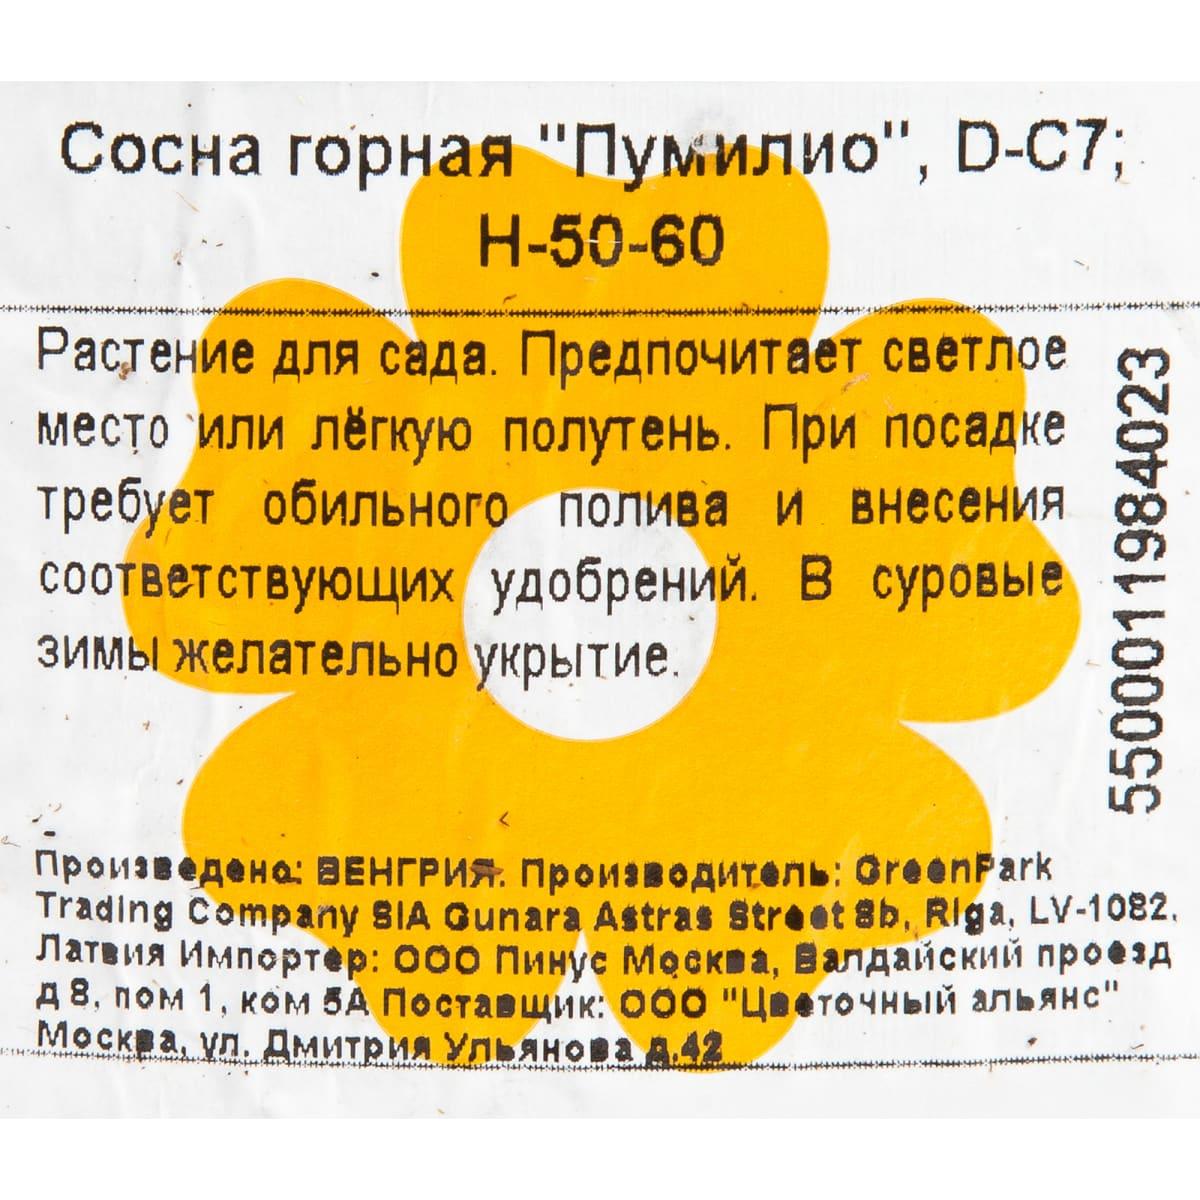 Сосна горная "Пумилио", D-C7;
H-50-60
Растение для сада. Предпочитает светлое
место или лёгкую полутень. При посадке
требует обильного полива и внесения
соответствующих удобрений. В суровые
зимы желательно укрытие.
5500011984023
Произведено: ВЕНГРИЯ. Производитель: GreenPark
Trading Company SIA Gunara Astras Street 8b, Riga, LV-1082,
Латвия Импортер: ООО Пинус Москва, Валдайский проезд
д 8, пом 1, ком 5А Поставщик: ООО "Цветочный альянс"
Москва, ул. Дмитрия Ульянова д.42